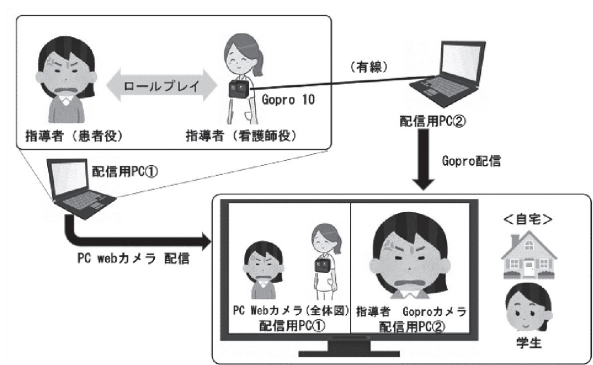 ロールプレイ
指導者（患者役）
指導者（看護師役）
Gopro 10
（有線）
配信用PC②
配信用PC①
Gopro配信
PC webカメラ 配信
PC Webカメラ(全体図)
配信用PC①
指導者 Goproカメラ
配信用PC②
＜自宅＞
学生